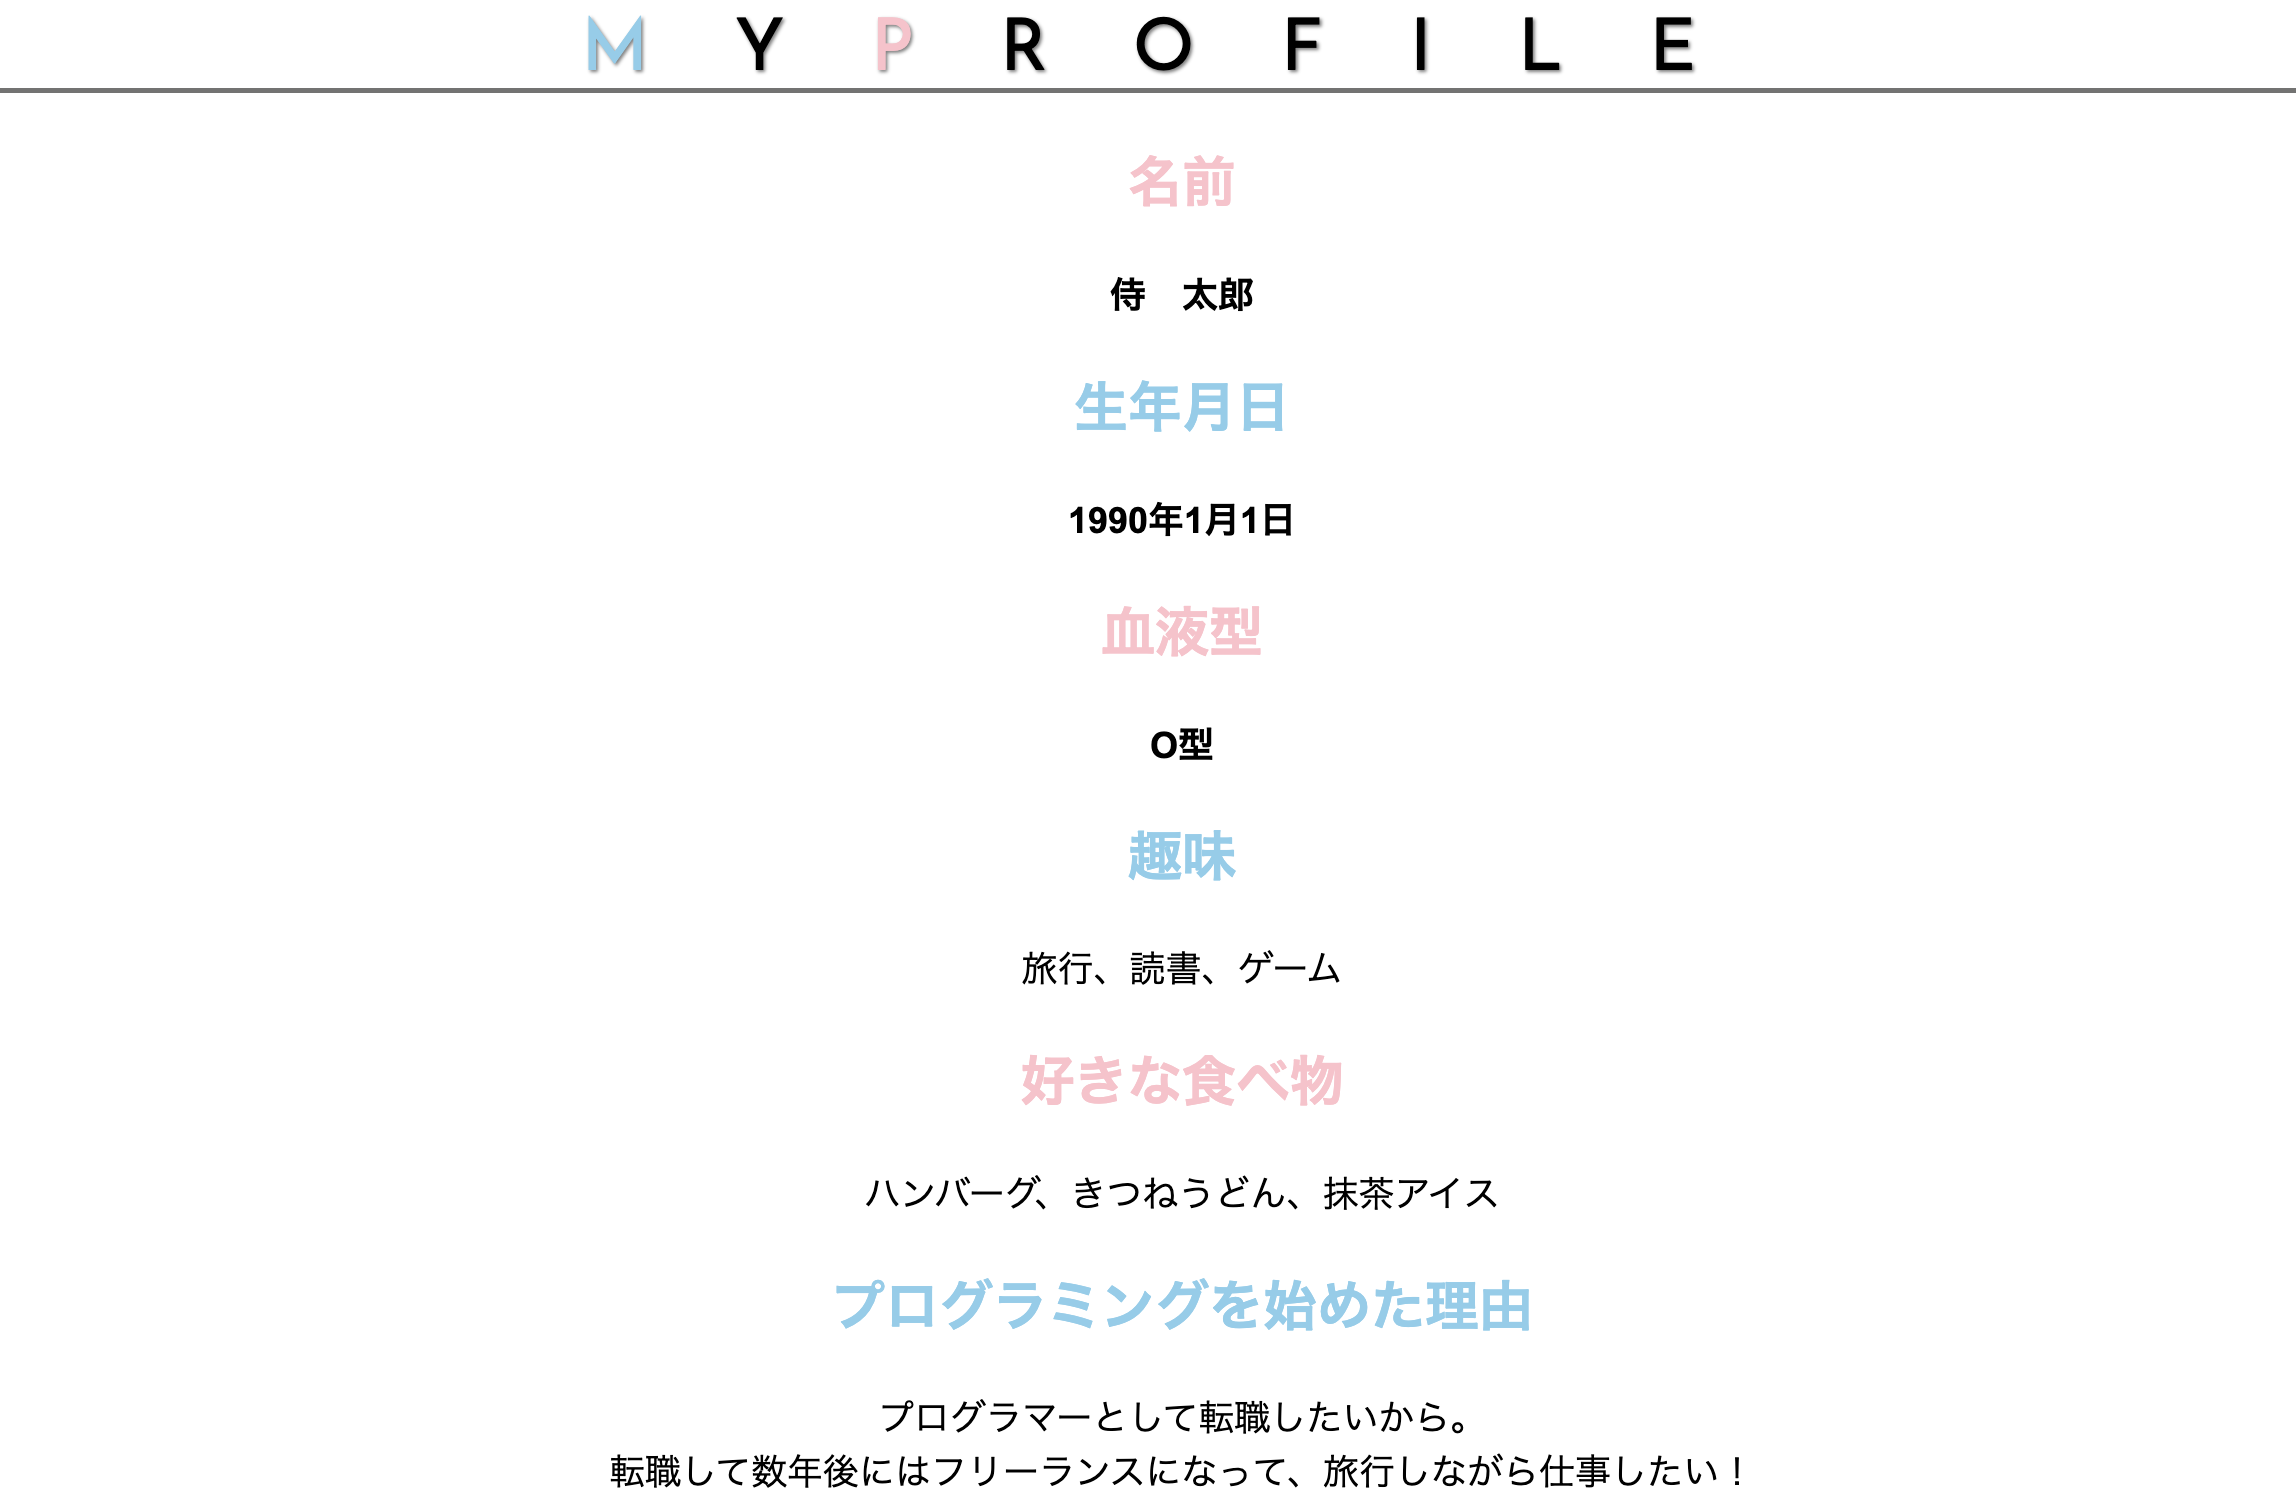 MYPROFILE
名前
侍　太郎
生年月日
1990年1月1日
血液型
O型
趣味
旅行、読書、ゲーム
好きな食べ物
ハンバーグ、きつねうどん、抹茶アイス
プログラミングを始めた理由
プログラマーとして転職したいから。
転職して数年後にはフリーランスになって、旅行しながら仕事したい！